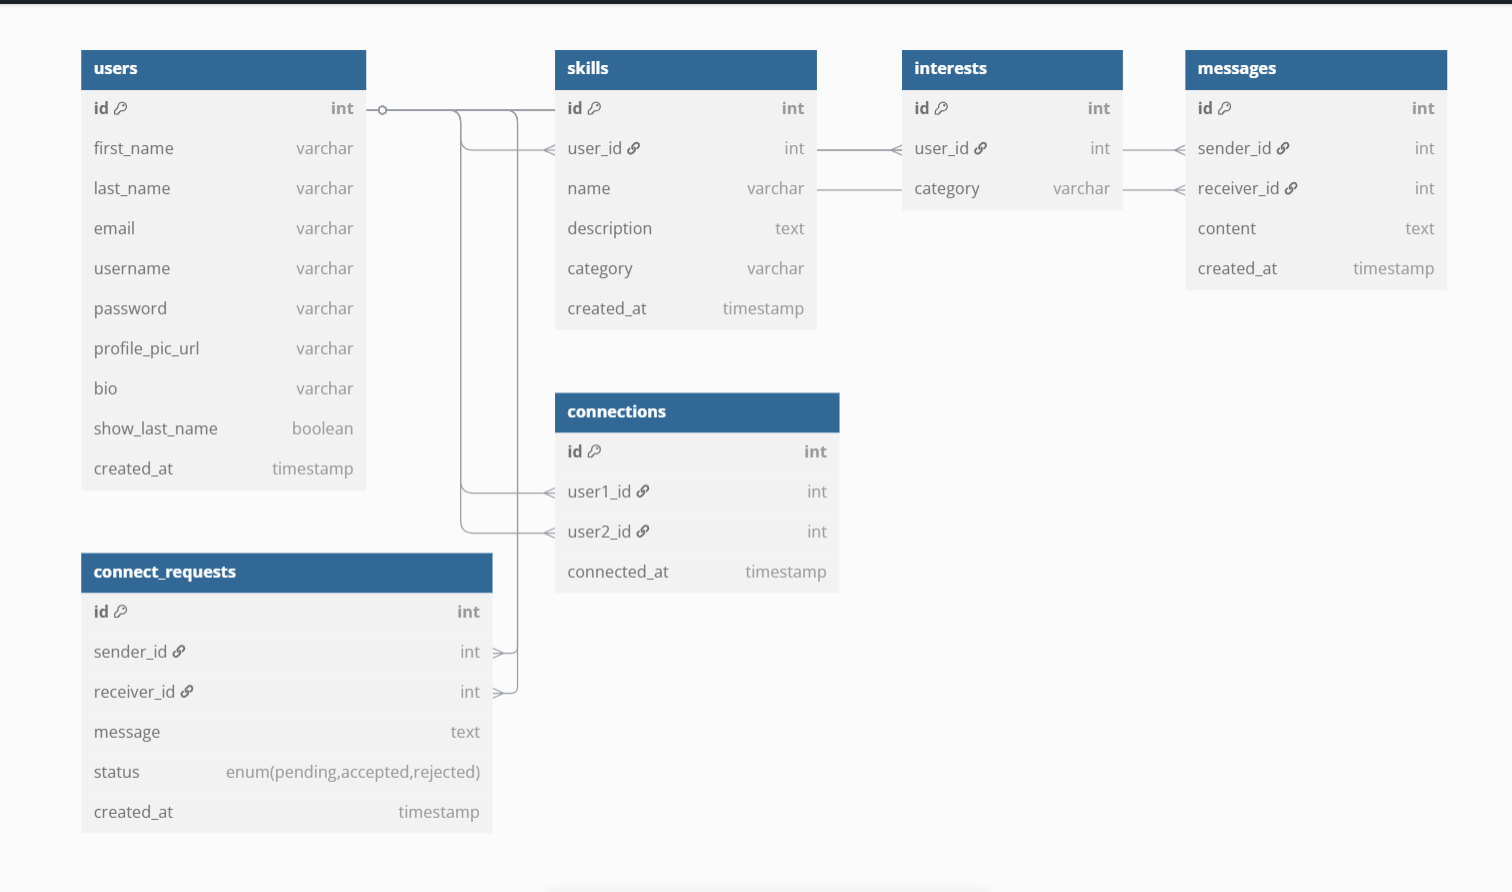 users
id int
first_name varchar
last_name varchar
email varchar
username varchar
password varchar
profile_pic_url varchar
bio varchar
show_last_name boolean
created_at timestamp
skills
id int
user_id int
name varchar
description text
category varchar
created_at timestamp
interests
id int
user_id int
category varchar
messages
id int
sender_id int
receiver_id int
content text
created_at timestamp
connections
id int
user1_id int
user2_id int
connected_at timestamp
connect_requests
id int
sender_id int
receiver_id int
message text
status enum(pending,accepted,rejected)
created_at timestamp